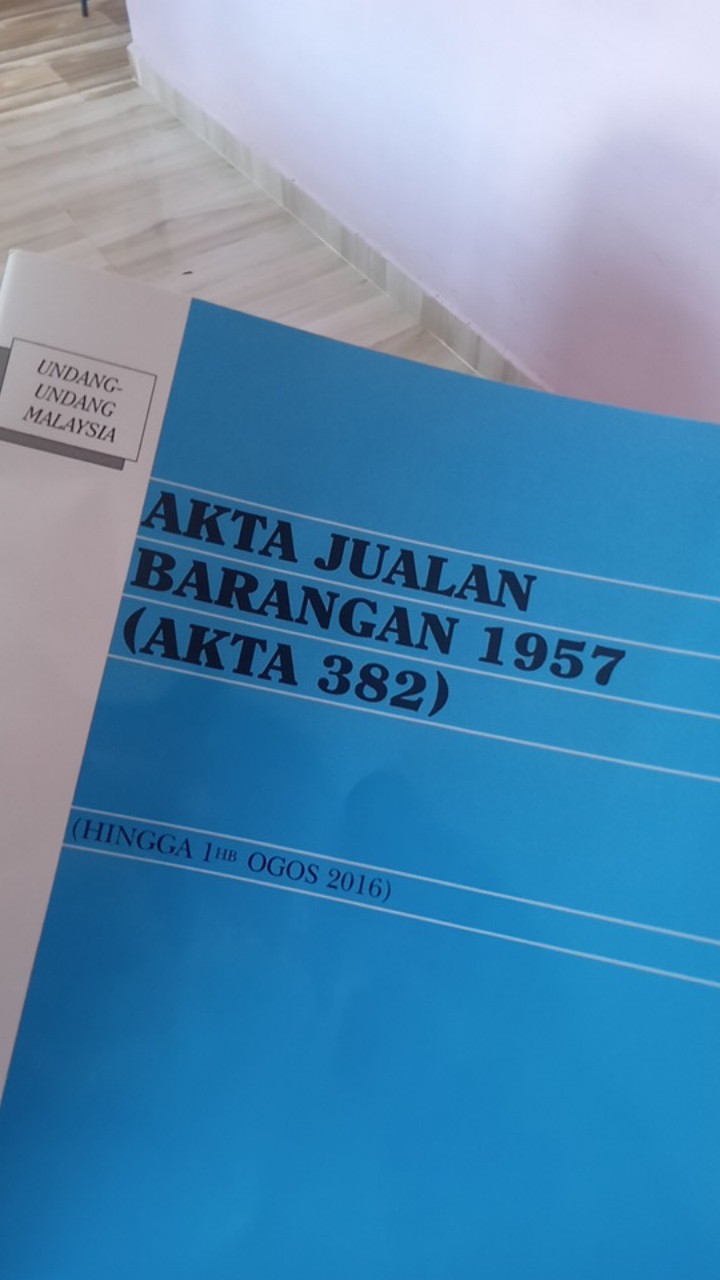 UNDANG-
UNDANG
MALAYSIA
AKTA JUALAN
BARANGAN 1957
(AKTA 382)
(HINGGA 1HB OGOS 2016)